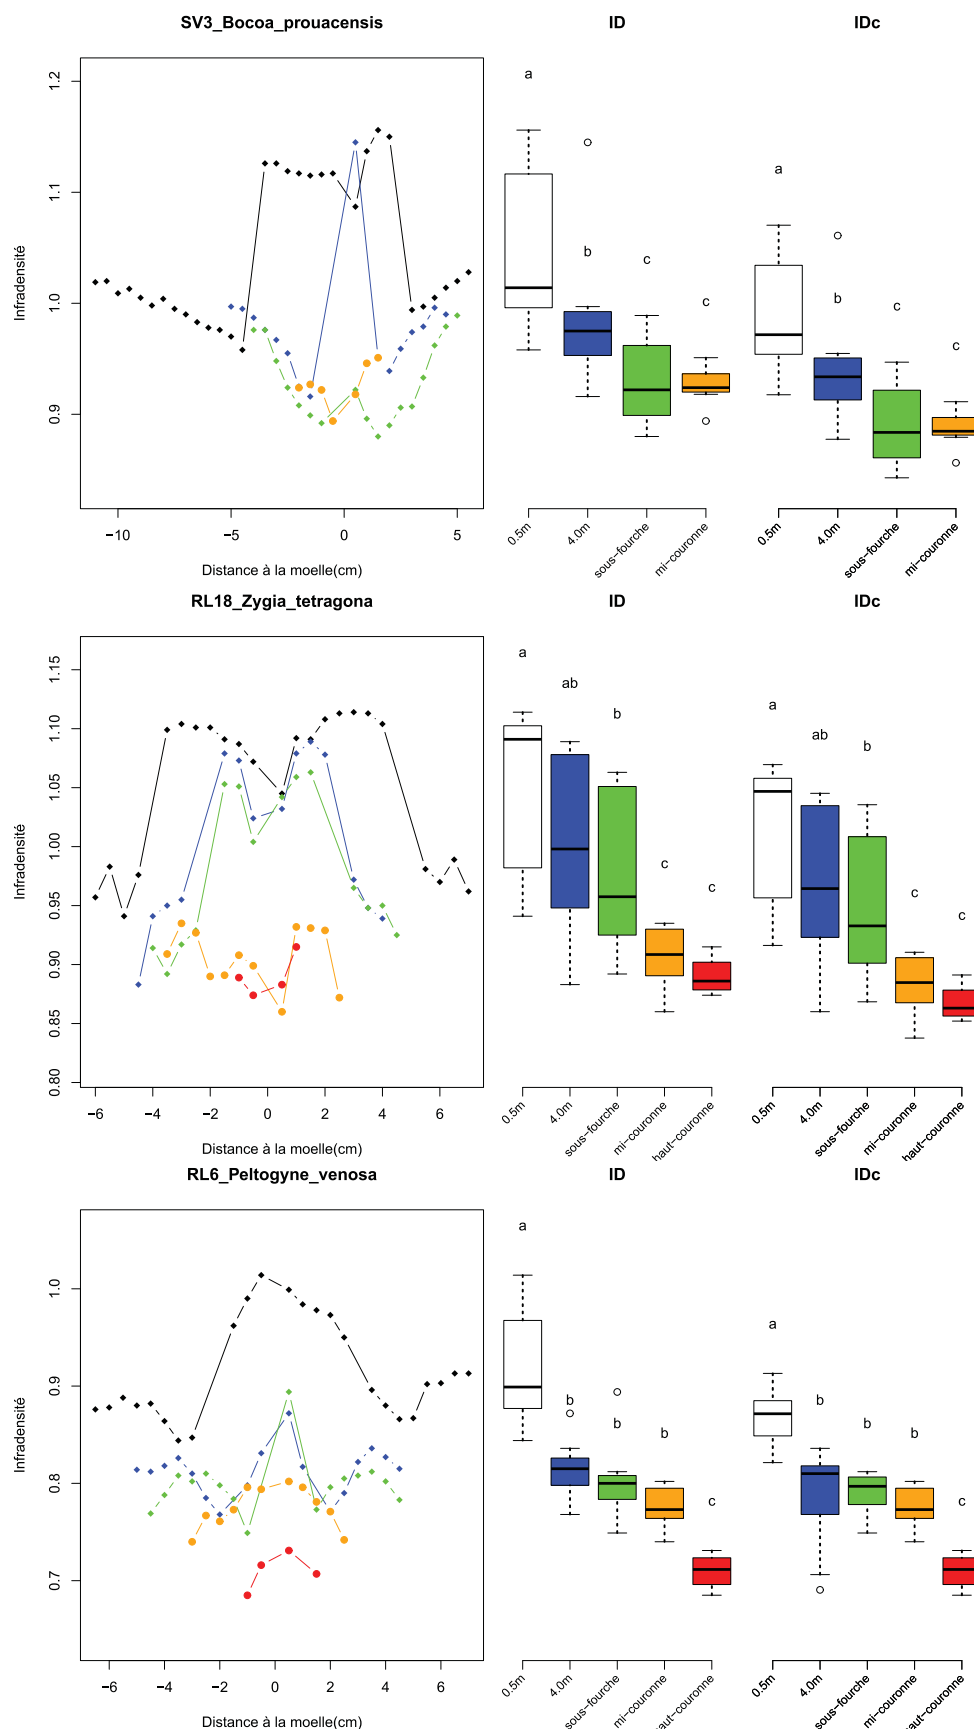 SV3_Bocoa_prouacensis
ID
IDc
Infradensité
1.2
1.1
1.0
0.9
−10
−5
0
5
Distance à la moelle(cm)
a
b
c
c
0.5m
4.0m
sous−fourche
mi−couronne
a
b
c
c
0.5m
4.0m
sous−fourche
mi−couronne
RL18_Zygia_tetragona
ID
IDc
Infradensité
1.15
1.10
1.05
1.00
0.95
0.90
0.85
0.80
−6
−4
−2
0
2
4
6
Distance à la moelle(cm)
a
ab
b
c
c
0.5m
4.0m
sous−fourche
mi−couronne
haut−couronne
a
ab
b
c
c
0.5m
4.0m
sous−fourche
mi−couronne
haut−couronne
RL6_Peltogyne_venosa
ID
IDc
Infradensité
1.0
0.9
0.8
0.7
−6
−4
−2
0
2
4
6
Distance à la moelle(cm)
a
b
b
b
c
0.5m
4.0m
sous−fourche
mi−couronne
haut−couronne
a
b
b
b
c
0.5m
4.0m
sous−fourche
mi−couronne
haut−couronne